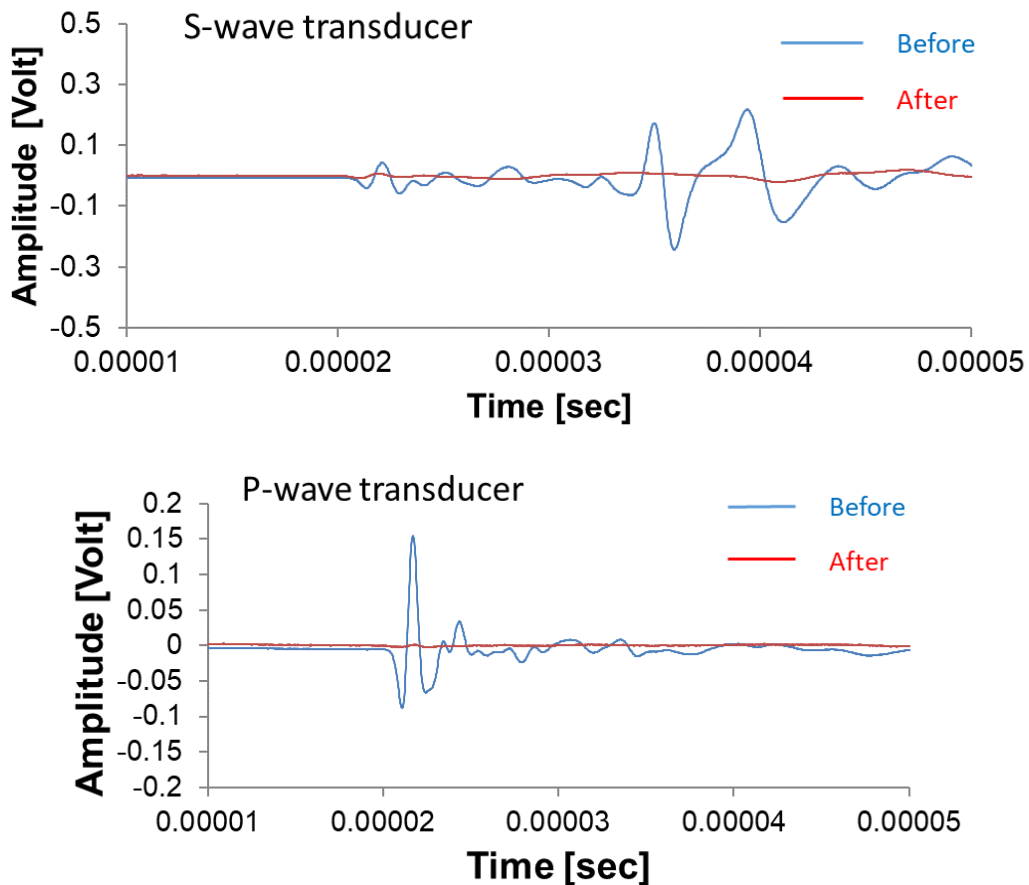 S-wave transducer
Amplitude [Volt]
0.5
0.3
0.1
-0.1
-0.3
-0.5
Before
After
0.00001 0.00002 0.00003 0.00004 0.00005
Time [sec]
P-wave transducer
Amplitude [Volt]
0.2
0.15
0.1
0.05
0
-0.05
-0.1
-0.15
-0.2
Before
After
0.00001 0.00002 0.00003 0.00004 0.00005
Time [sec]